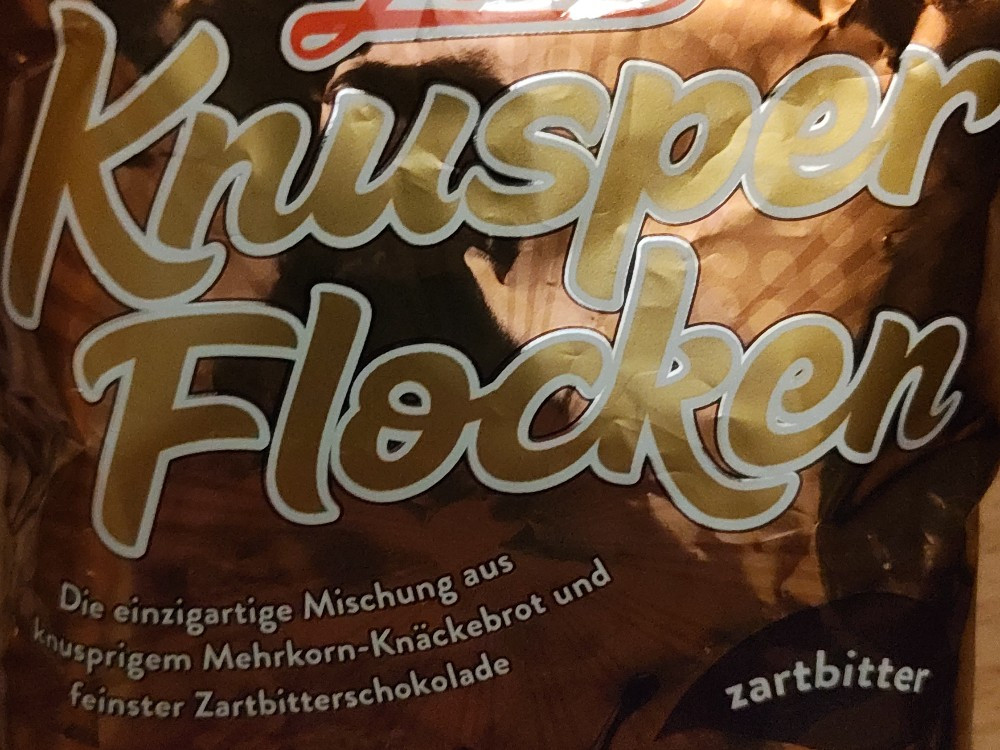 Knusper
Flocken
Die einzigartige Mischung aus
knusprigem Mehrkorn-Knäckebrot und
feinster Zartbitterschokolade
zartbitter